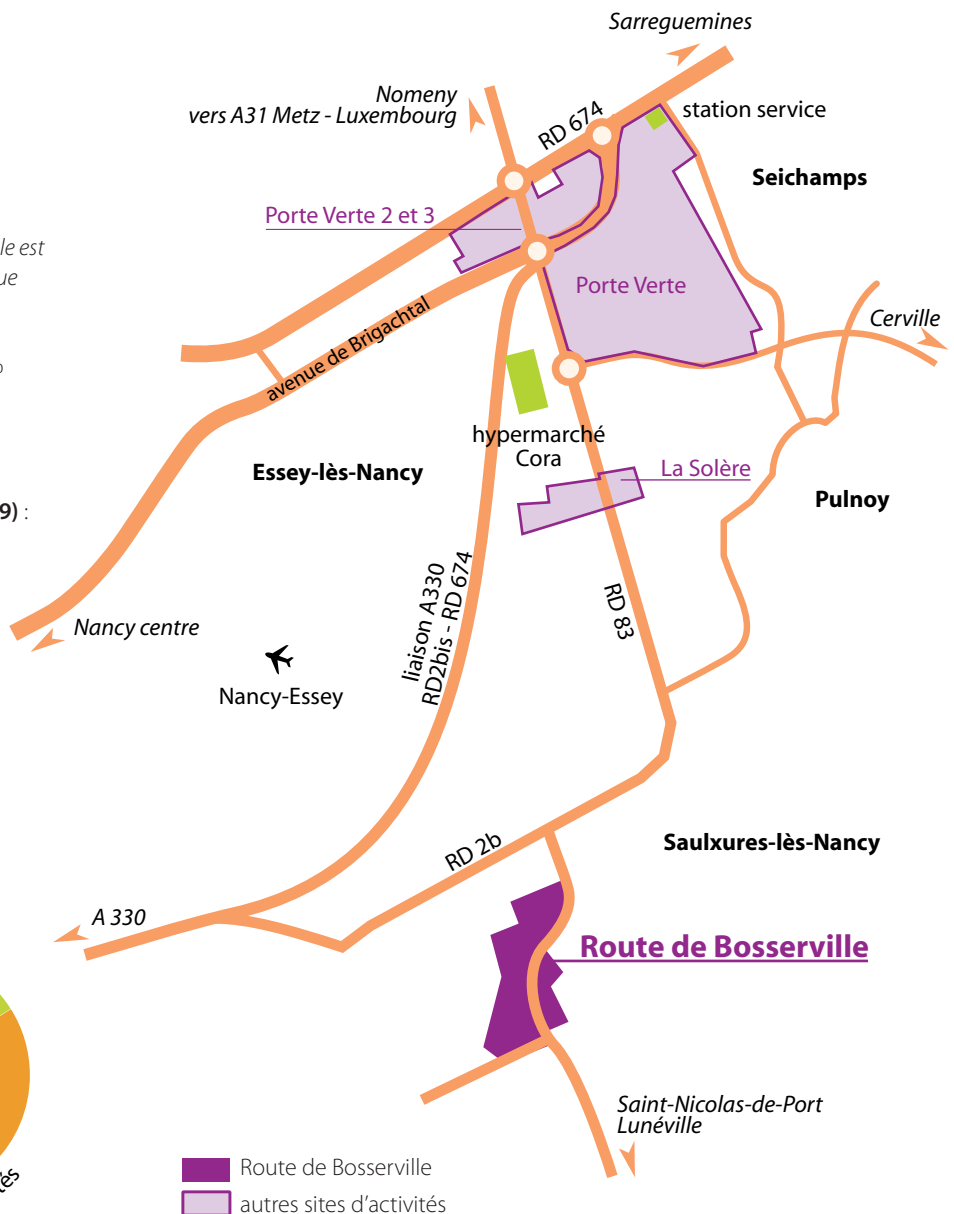 Sarreguemines
Nomeny
vers A31 Metz - Luxembourg
RD 674
station service
Seichamps
Porte Verte 2 et 3
le est
ue
Porte Verte
Cerville
avenue de Brigachtal
hypermarché
Cora
Essey-lès-Nancy
La Solère
Pulnoy
9) :
liaison A330
RD2bis - RD 674
RD 83
Nancy centre
Nancy-Essey
RD 2b
Saulxures-lès-Nancy
A 330
Route de Bosserville
Saint-Nicolas-de-Port
Lunéville
tés
Route de Bosserville
autres sites d'activités